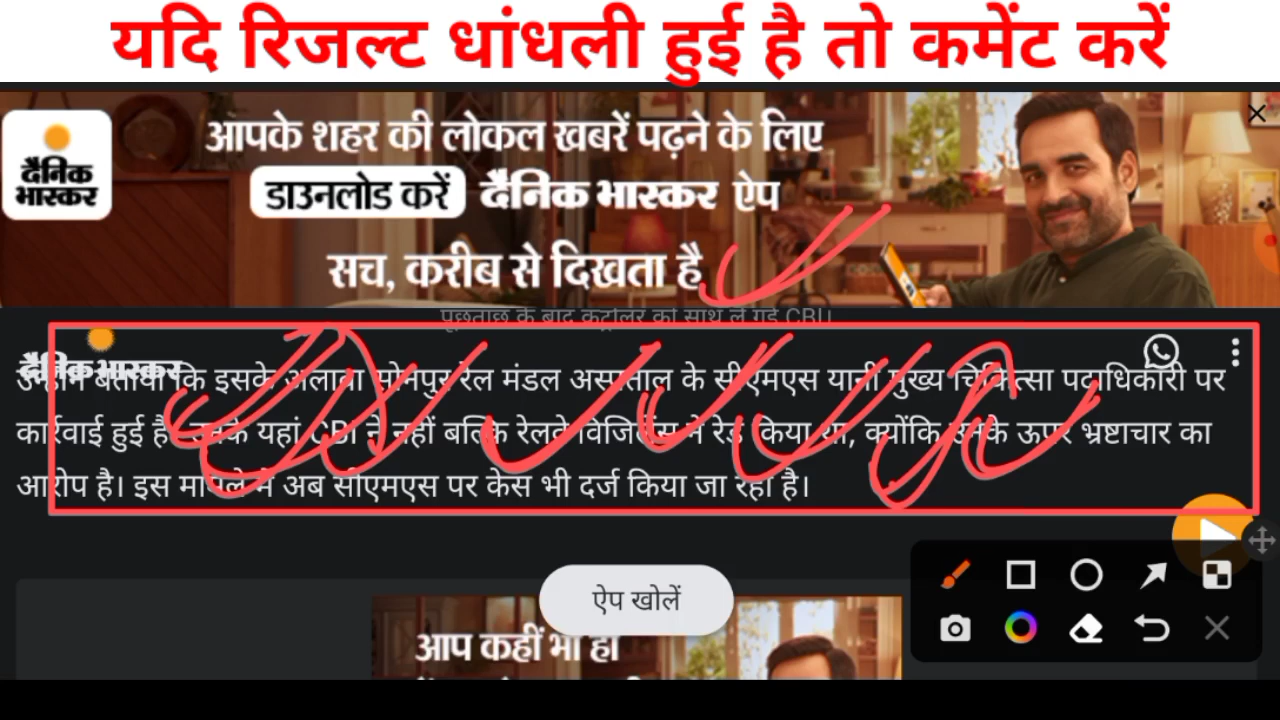 यदि रिजल्ट धांधली हुई है तो कमेंट करें
दैनिक भास्कर
आपके शहर की लोकल ख़बरें पढ़ने के लिए
डाउनलोड करें दैनिक भास्कर ऐप
सच, करीब से दिखता है
पूछताछ के बाद कंट्रोलर को साथ ले गई CBI।
दैनिक भास्कर
उन्होंने बताया कि इसके अलावा सोनपुर रेल मंडल अस्पताल के सीएमएस यानी मुख्य चिकित्सा पदाधिकारी पर
कार्रवाई हुई है। उनके यहां CBI ने नहीं बल्कि रेलवे विजिलेंस ने रेड किया था, क्योंकि उनके ऊपर भ्रष्टाचार का
आरोप है। इस मामले में अब सीएमएस पर केस भी दर्ज किया जा रहा है।
ऐप खोलें
आप कहीं भी हों